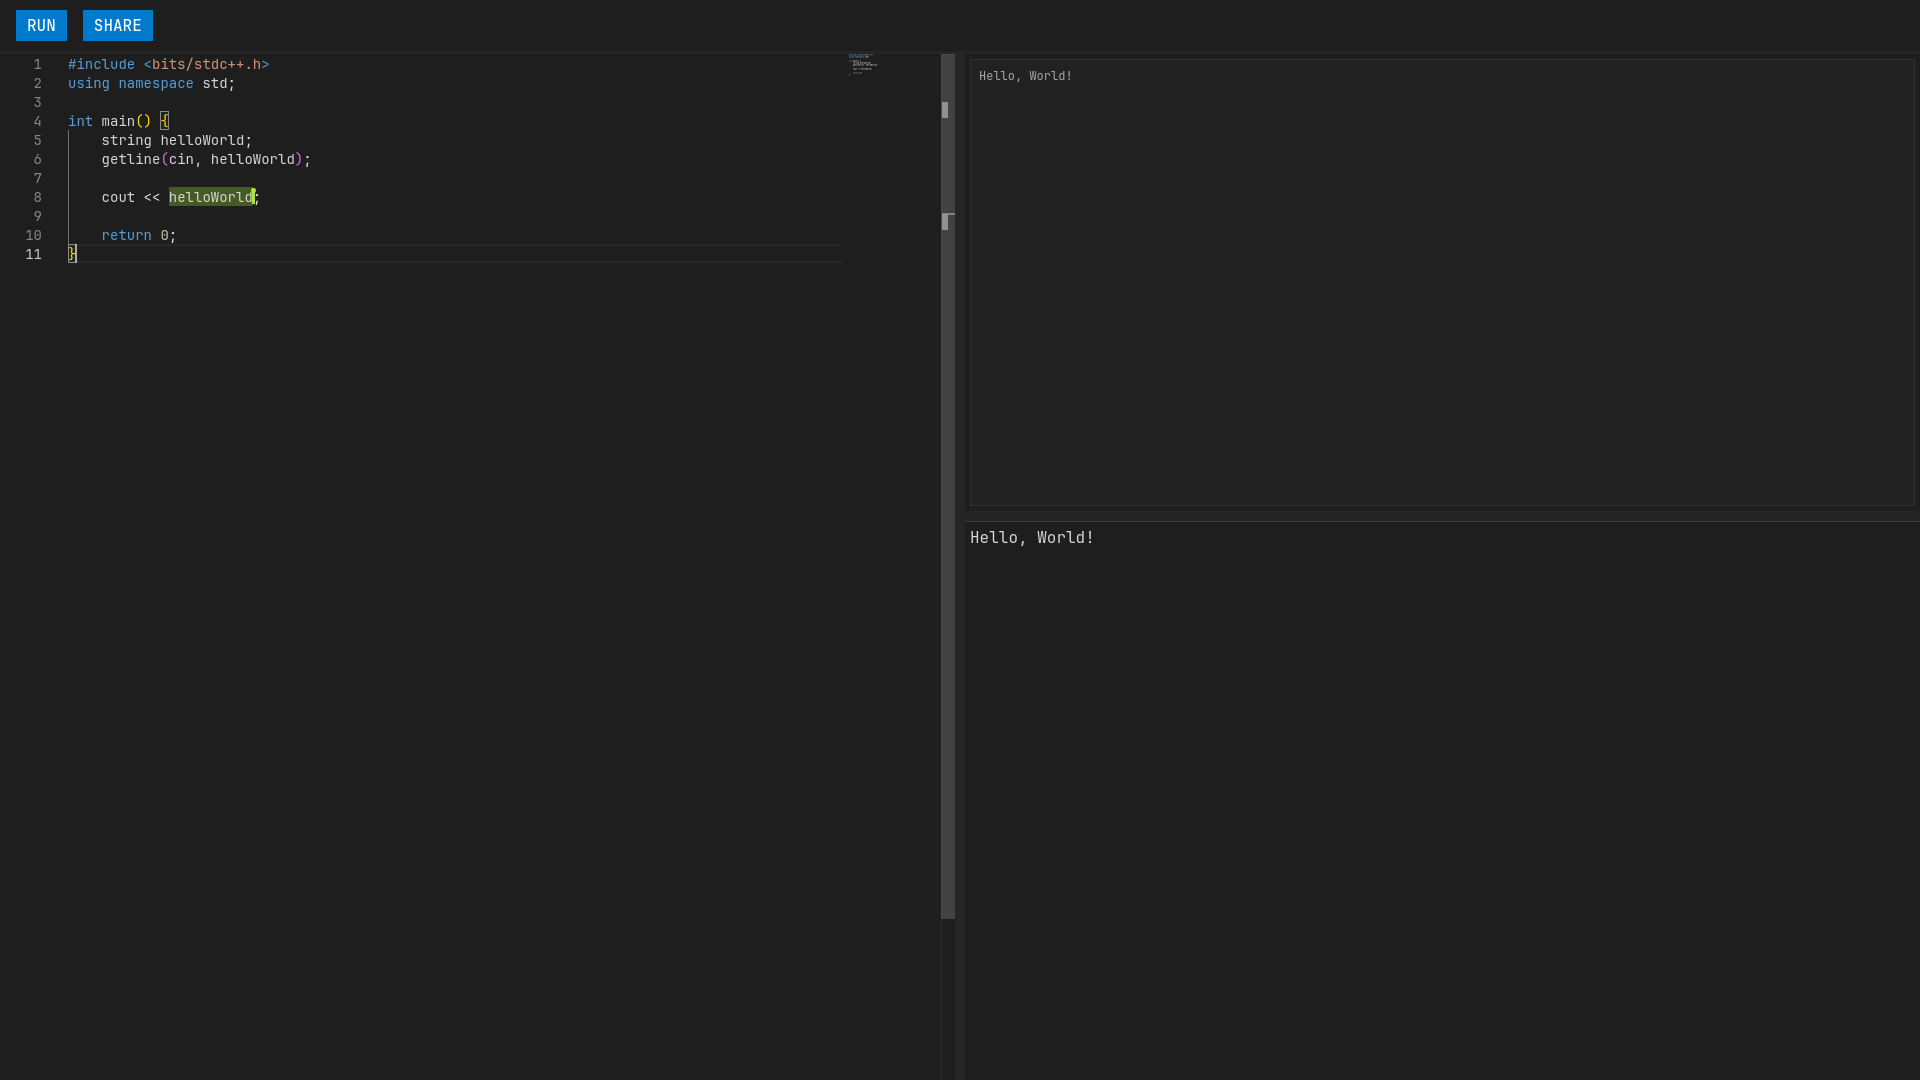 RUN SHARE
1 #include <bits/stdc++.h>
2 using namespace std;
3
4 int main() {
5     string helloWorld;
6     getline(cin, helloWorld);
7
8     cout << helloWorld;
9
10     return 0;
11 }
Hello, World!
Hello, World!